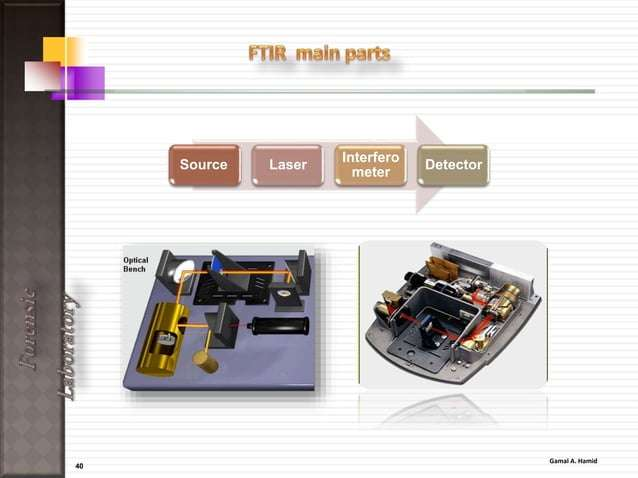 FTIR main parts
Source
Laser
Interfero
meter
Detector
Optical
Bench
Forensic
Laboratory
Gamal A. Hamid
40